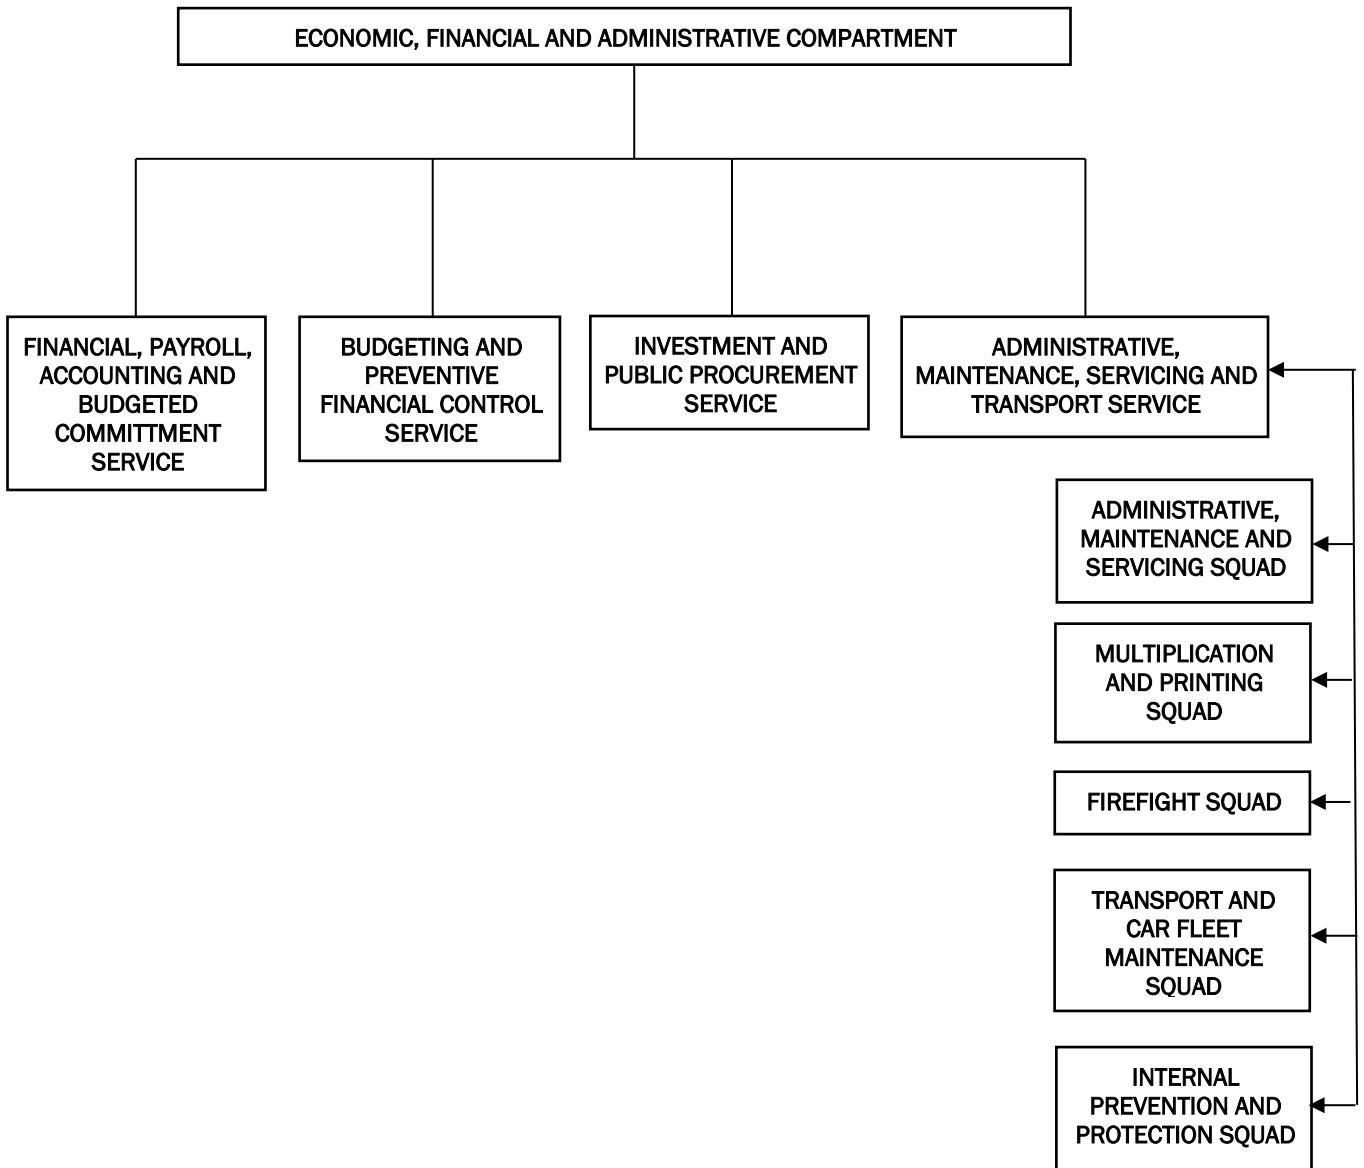 ECONOMIC, FINANCIAL AND ADMINISTRATIVE COMPARTMENT
FINANCIAL, PAYROLL,
ACCOUNTING AND
BUDGETED
COMMITTMENT
SERVICE
BUDGETING AND
PREVENTIVE
FINANCIAL CONTROL
SERVICE
INVESTMENT AND
PUBLIC PROCUREMENT
SERVICE
ADMINISTRATIVE,
MAINTENANCE, SERVICING AND
TRANSPORT SERVICE
ADMINISTRATIVE,
MAINTENANCE AND
SERVICING SQUAD
MULTIPLICATION
AND PRINTING
SQUAD
FIREFIGHT SQUAD
TRANSPORT AND
CAR FLEET
MAINTENANCE
SQUAD
INTERNAL
PREVENTION AND
PROTECTION SQUAD